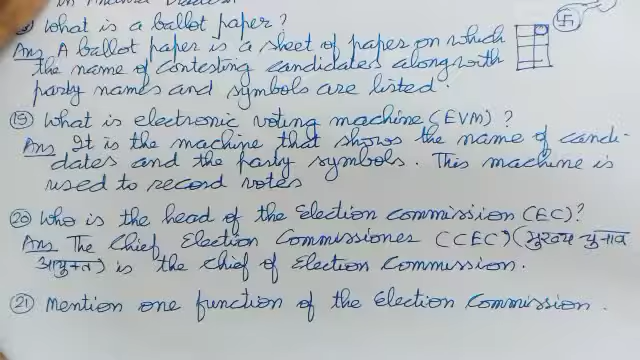 in
What is a ballot paper?
Ans A ballot paper is a sheet of paper on which
the name of contesting candidates along with
party names and symbols are listed.
19 What is electronic voting machine (EVM) ?
Ans It is the machine that shows the name of candi-
dates and the party symbols. This machine is
used to record votes
20 Who is the head of the Election commission (EC)?
Ans The Chief Election Commissioner (CEC) (मुख्य चुनाव
आयुक्त) is the chief of Election Commission.
21 Mention one function of the Election Commission.